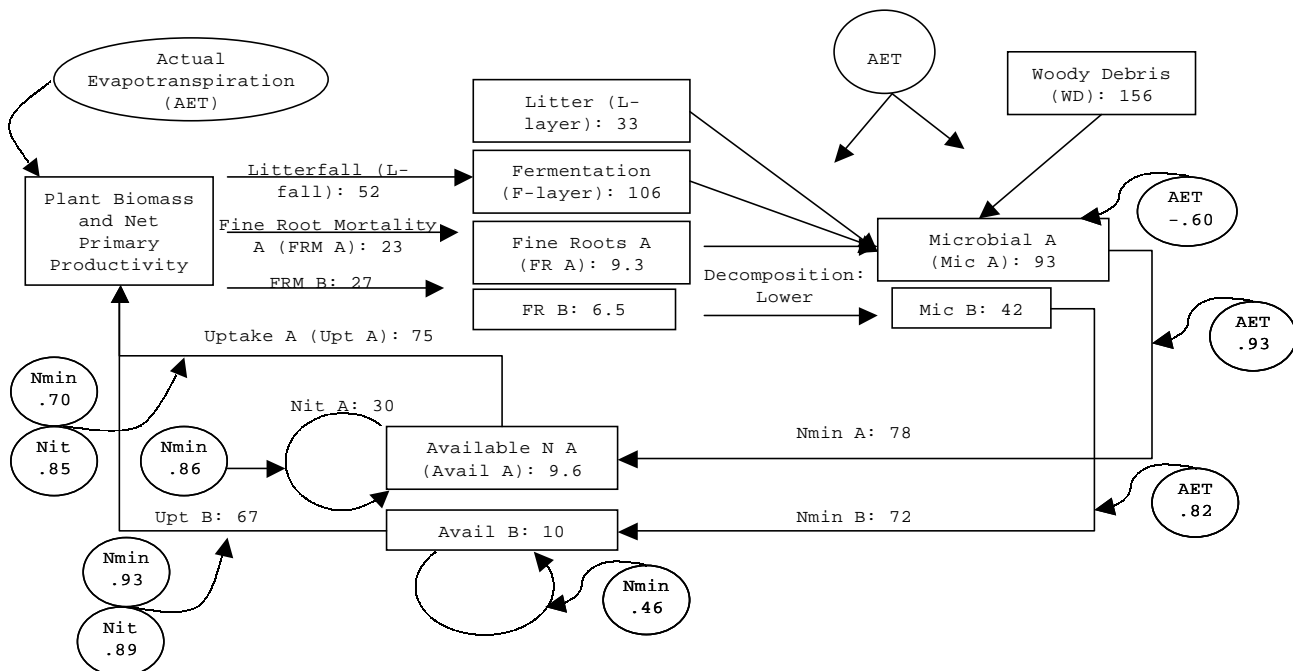 Actual
Evapotranspiration
(AET)
AET
Woody Debris
(WD): 156
Litter (L-
layer): 33
Litterfall (L-
fall): 52
Fermentation
(F-layer): 106
Plant Biomass
and Net
Primary
Productivity
Fine Root Mortality
A (FRM A): 23
Fine Roots A
(FR A): 9.3
FRM B: 27
FR B: 6.5
Decomposition:
Lower
Microbial A
(Mic A): 93
AET
-.60
Mic B: 42
AET
.93
Uptake A (Upt A): 75
Nmin
.70
Nit
.85
Nit A: 30
Nmin
.86
Available N A
(Avail A): 9.6
Nmin A: 78
AET
.82
Upt B: 67
Avail B: 10
Nmin B: 72
Nmin
.93
Nit
.89
Nmin
.46